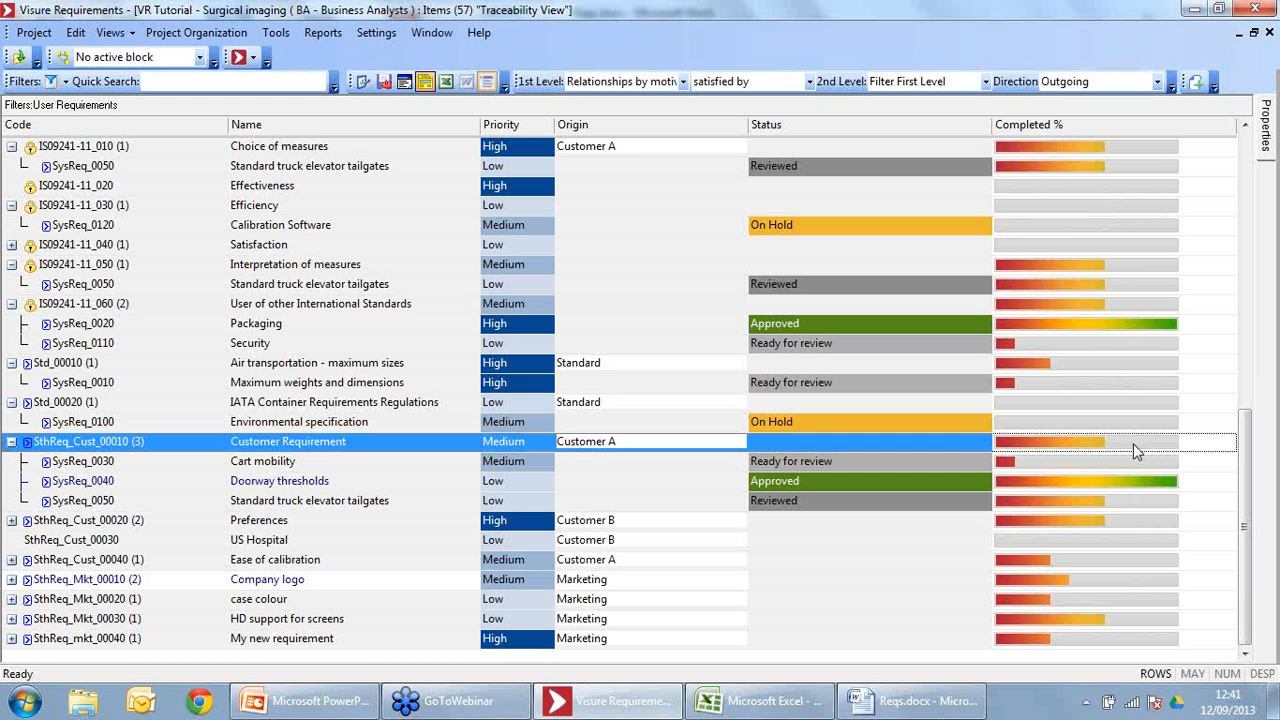 Visure Requirements - [VR Tutorial - Surgical imaging ( BA - Business Analysts ) : Items (57) "Traceability View"]
Project Edit Views Project Organization Tools Reports Settings Window Help
No active block
Filters: Quick Search: 1st Level: Relationships by moti satisfied by 2nd Level: Filter First Level Direction Outgoing
Filters:User Requirements
Properties
Code Name Priority Origin Status Completed %
IS09241-11_010 (1) Choice of measures High Customer A
SysReq_0050 Standard truck elevator tailgates Low Reviewed
IS09241-11_020 Effectiveness High
IS09241-11_030 (1) Efficiency Low
SysReq_0120 Calibration Software Medium On Hold
IS09241-11_040 (1) Satisfaction Low
IS09241-11_050 (1) Interpretation of measures Medium
SysReq_0050 Standard truck elevator tailgates Low Reviewed
IS09241-11_060 (2) User of other International Standards Medium
SysReq_0020 Packaging High Approved
SysReq_0110 Security Low Ready for review
Std_00010 (1) Air transportation - maximum sizes High Standard
SysReq_0010 Maximum weights and dimensions High Ready for review
Std_00020 (1) IATA Container Requirements Regulations Low Standard
SysReq_0100 Environmental specification Medium On Hold
SthReq_Cust_00010 (3) Customer Requirement Medium Customer A
SysReq_0030 Cart mobility Medium Ready for review
SysReq_0040 Doorway thresholds Low Approved
SysReq_0050 Standard truck elevator tailgates Low Reviewed
SthReq_Cust_00020 (2) Preferences High Customer B
SthReq_Cust_00030 US Hospital Low Customer B
SthReq_Cust_00040 (1) Ease of calibration Medium Customer A
SthReq_Mkt_00010 (2) Company logo Medium Marketing
SthReq_Mkt_00020 (1) case colour Low Marketing
SthReq_Mkt_00030 (1) HD support for screens Low Marketing
SthReq_mkt_00040 (1) My new requirement High Marketing
Ready ROWS MAY NUM DESP
Microsoft PowerP... GoToWebinar Visure Requireme... Microsoft Excel - ... Reqs.docx - Micros... 12:41
12/09/2013